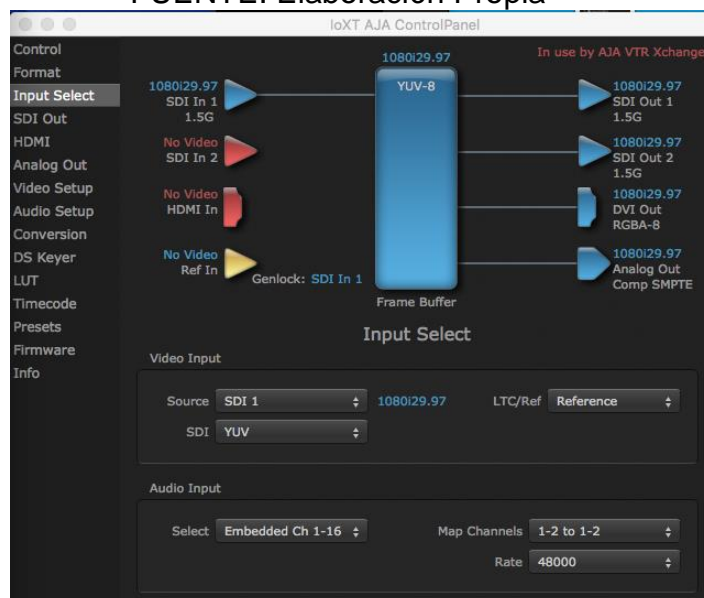 FUENTE: Elaboración Propia
IoXT AJA ControlPanel
Control
Format
Input Select
SDI Out
HDMI
Analog Out
Video Setup
Audio Setup
Conversion
DS Keyer
LUT
Timecode
Presets
Firmware
Info
In use by AJA VTR Xchange
1080i29.97
YUV-8
Frame Buffer
1080i29.97
SDI In 1
1.5G
No Video
SDI In 2
No Video
HDMI In
No Video
Ref In
Genlock: SDI In 1
1080i29.97
SDI Out 1
1.5G
1080i29.97
SDI Out 2
1.5G
1080i29.97
DVI Out
RGBA-8
1080i29.97
Analog Out
Comp SMPTE
Input Select
Video Input
Source SDI 1 1080i29.97 LTC/Ref Reference
SDI YUV
Audio Input
Select Embedded Ch 1-16 Map Channels 1-2 to 1-2
Rate 48000